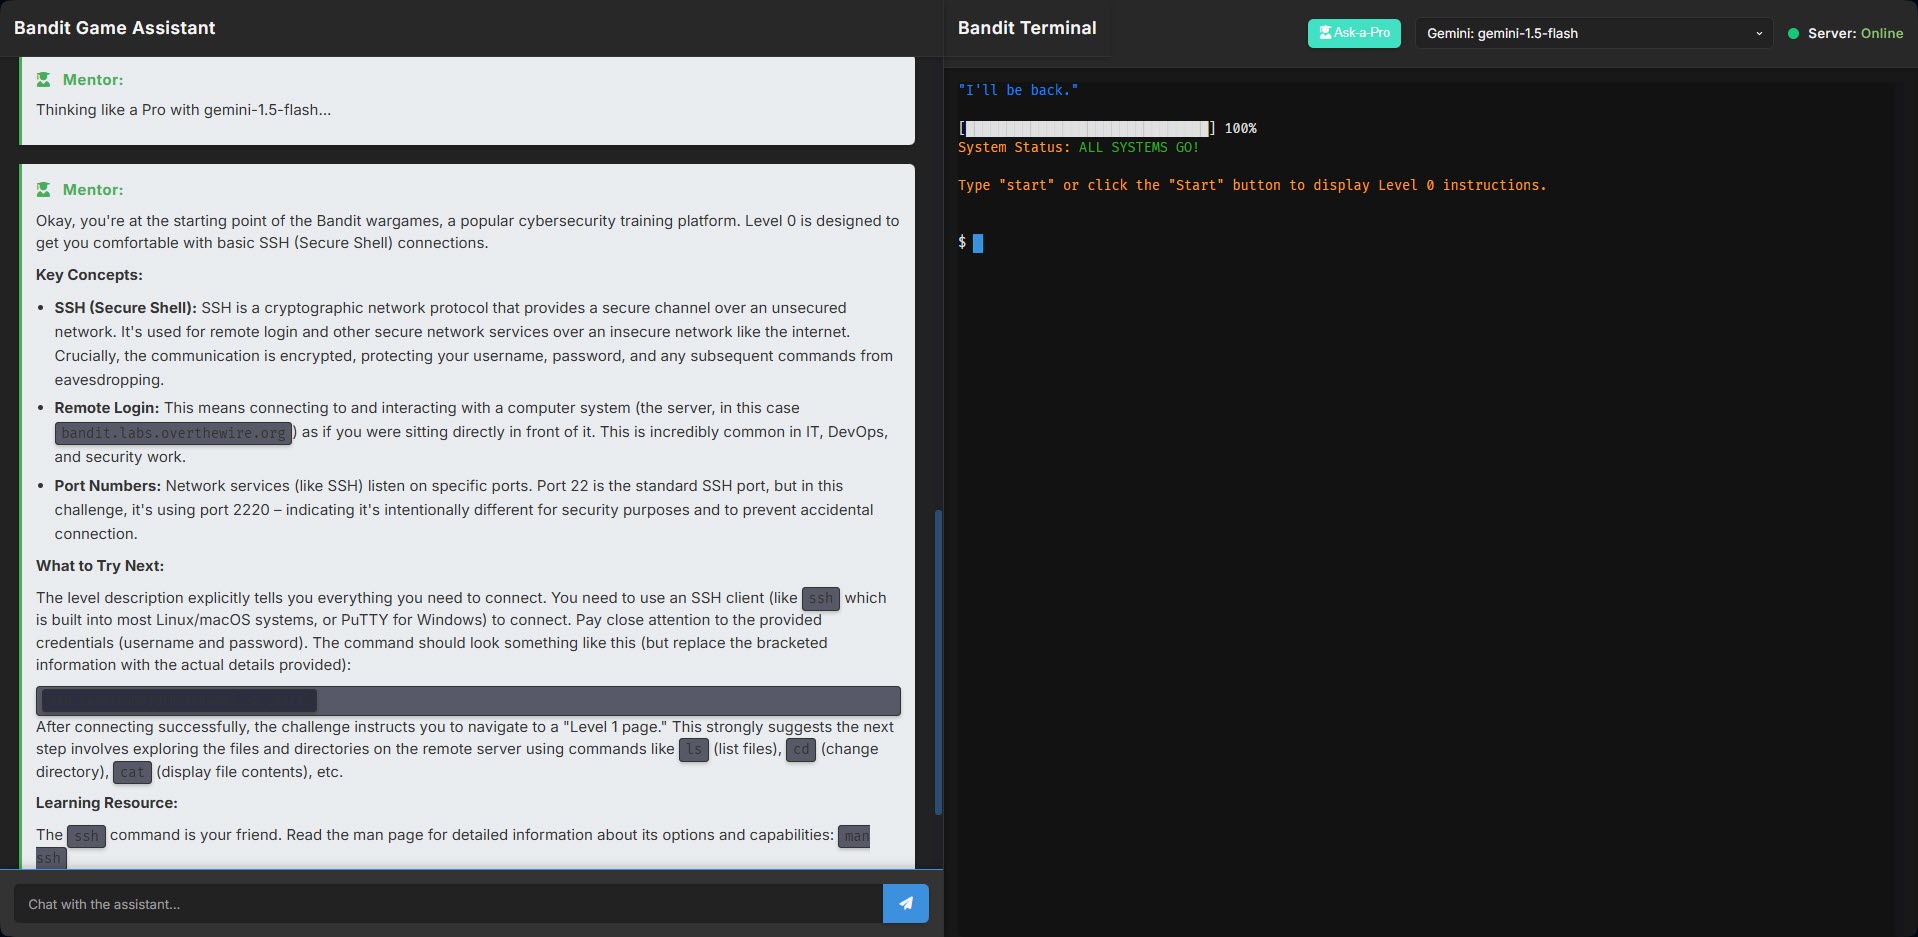 Bandit Game Assistant
Mentor:
Thinking like a Pro with gemini-1.5-flash...
Mentor:
Okay, you're at the starting point of the Bandit wargames, a popular cybersecurity training platform. Level 0 is designed to
get you comfortable with basic SSH (Secure Shell) connections.
Key Concepts:
• SSH (Secure Shell): SSH is a cryptographic network protocol that provides a secure channel over an unsecured
network. It's used for remote login and other secure network services over an insecure network like the internet.
Crucially, the communication is encrypted, protecting your username, password, and any subsequent commands from
eavesdropping.
• Remote Login: This means connecting to and interacting with a computer system (the server, in this case
bandit.labs.overthewire.org) as if you were sitting directly in front of it. This is incredibly common in IT, DevOps,
and security work.
• Port Numbers: Network services (like SSH) listen on specific ports. Port 22 is the standard SSH port, but in this
challenge, it's using port 2220 – indicating it's intentionally different for security purposes and to prevent accidental
connection.
What to Try Next:
The level description explicitly tells you everything you need to connect. You need to use an SSH client (like ssh which
is built into most Linux/macOS systems, or PuTTY for Windows) to connect. Pay close attention to the provided
credentials (username and password). The command should look something like this (but replace the bracketed
information with the actual details provided):
After connecting successfully, the challenge instructs you to navigate to a "Level 1 page." This strongly suggests the next
step involves exploring the files and directories on the remote server using commands like ls (list files), cd (change
directory), cat (display file contents), etc.
Learning Resource:
The ssh command is your friend. Read the man page for detailed information about its options and capabilities: man
ssh
Chat with the assistant...
Bandit Terminal
Ask-a-Pro
Gemini: gemini-1.5-flash
Server: Online
"I'll be back."
[██████████████████████████████] 100%
System Status: ALL SYSTEMS GO!
Type "start" or click the "Start" button to display Level 0 instructions.
$